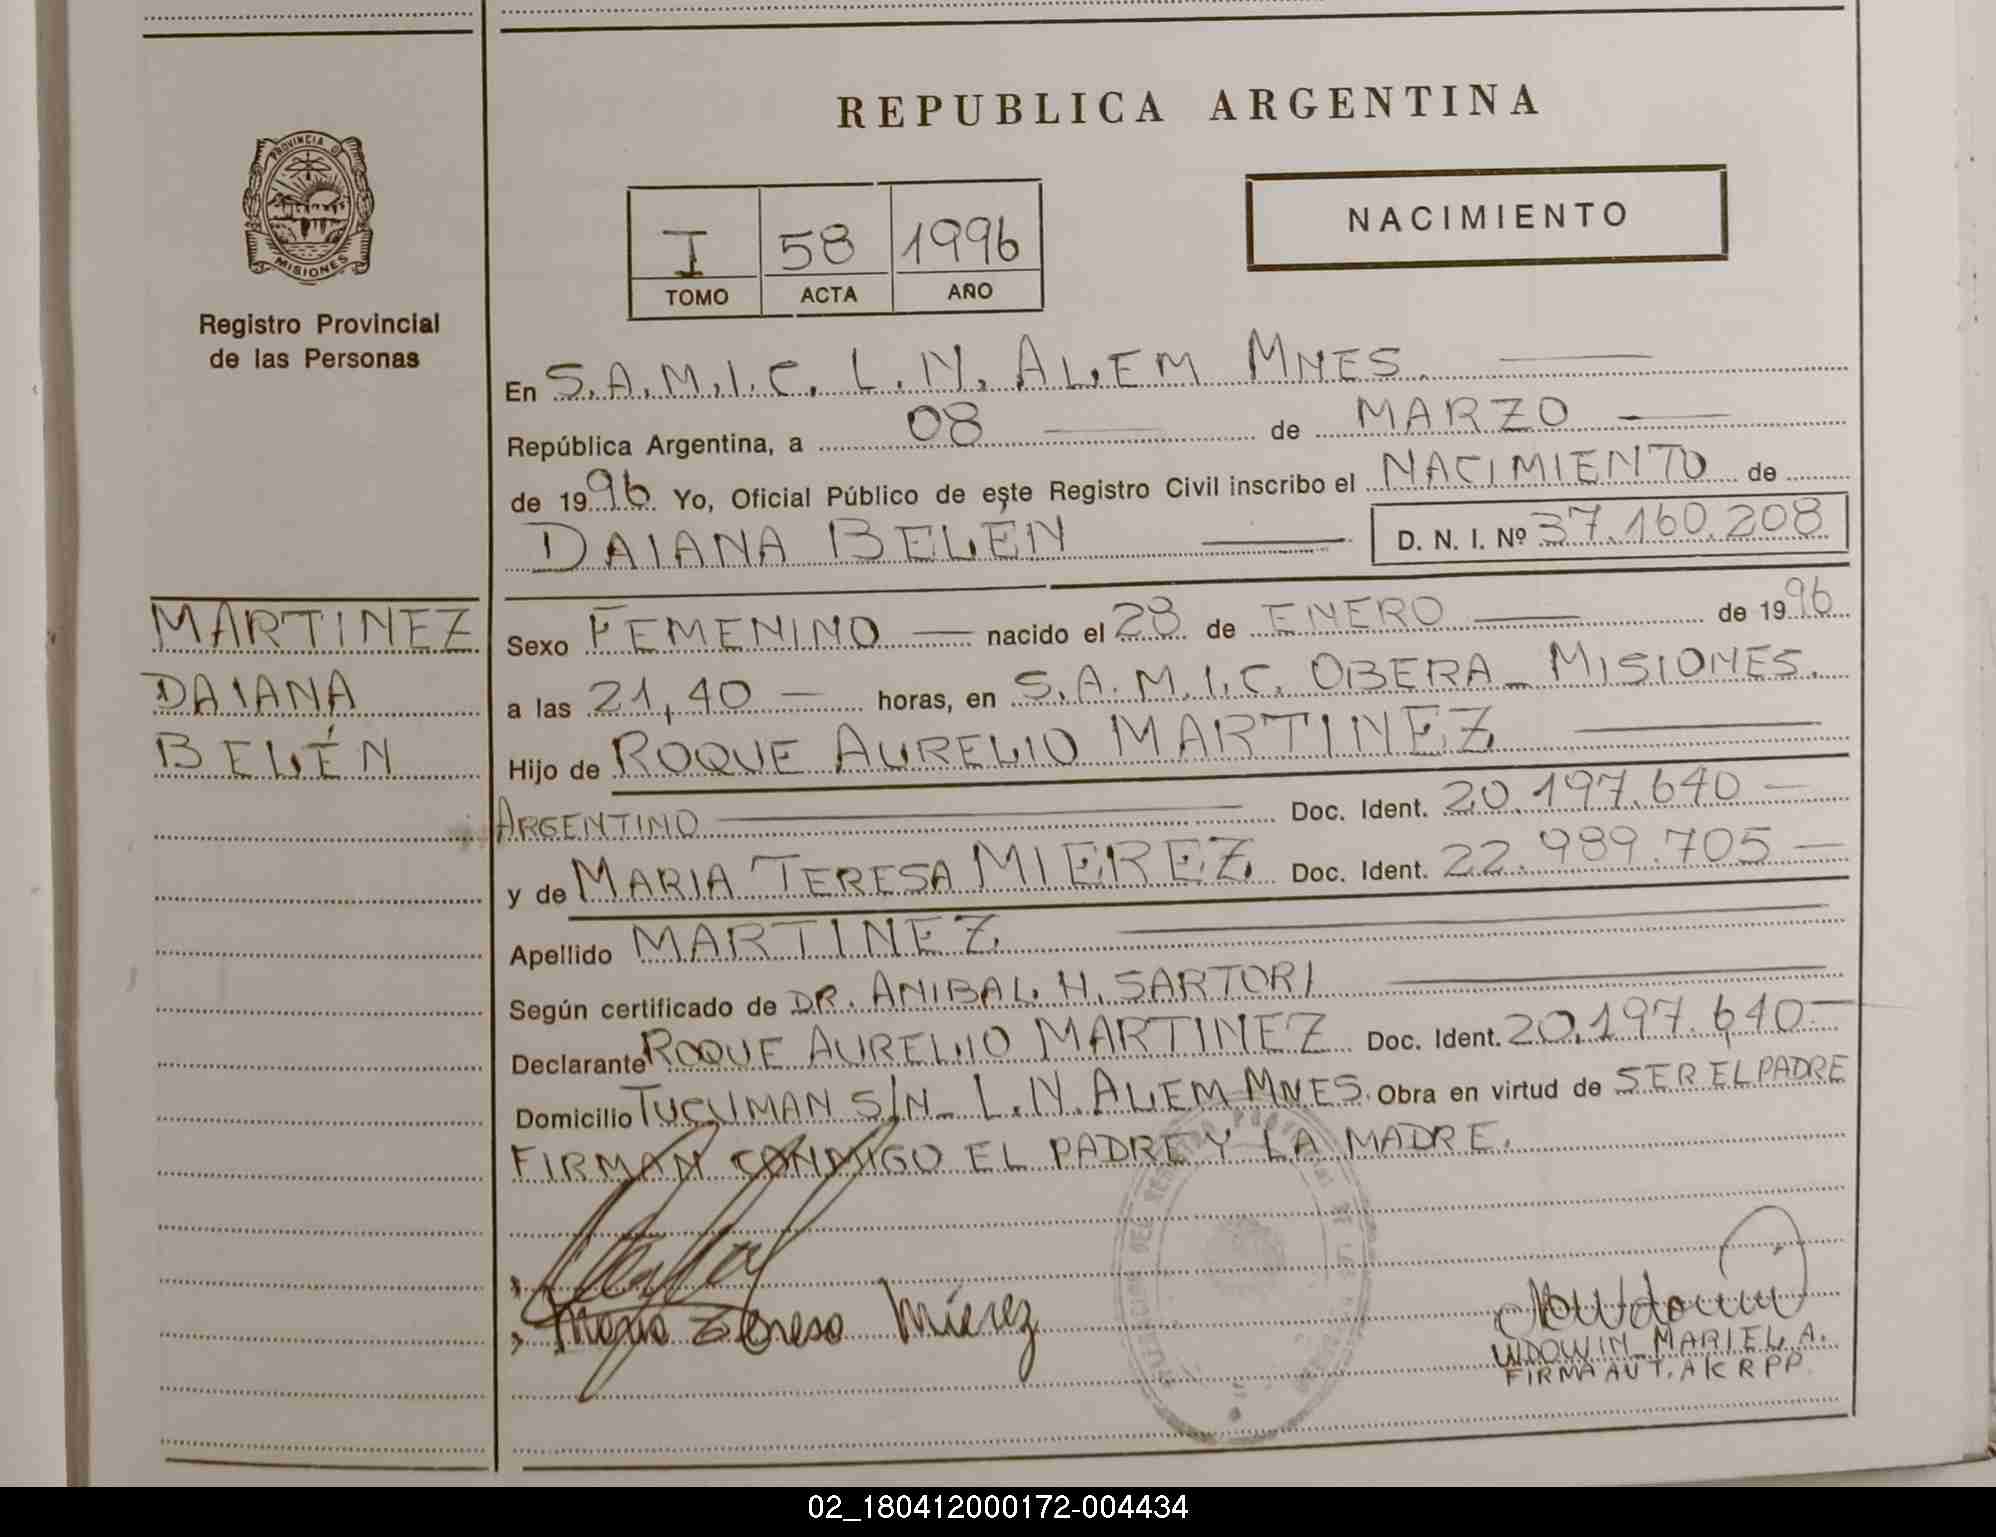 REPUBLICA ARGENTINA
PROVINCIA D
MISIONES
Registro Provincial
de las Personas
I 58 1996
TOMO ACTA AÑO
NACIMIENTO
En S.A.M.I.C. L.N. ALEM MNES.
República Argentina, a 08 de MARZO
de 1996 Yo, Oficial Público de este Registro Civil inscribo el NACIMIENTO de
DAIANA BELEN D. N. I. Nº 37.160.208
MARTINEZ
DAIANA
BELÉN
Sexo FEMENINO nacido el 28 de ENERO de 1996
a las 21,40 horas, en S.A.M.I.C. OBERA - MISIONES.
Hijo de ROQUE AURELIO MARTINEZ
ARGENTINO Doc. Ident. 20.197.640
y de MARIA TERESA MIEREZ Doc. Ident. 22.989.705
Apellido MARTINEZ
Según certificado de DR. ANIBAL H. SARTORI
Declarante ROQUE AURELIO MARTINEZ Doc. Ident. 20.197.640
Domicilio TUCUMAN S/N- L.N. ALEM MNES. Obra en virtud de SER EL PADRE
FIRMAN CONMIGO EL PADRE Y LA MADRE.
Maria Teresa Mierez
WDOWIN MARIEL A.
FIRMA AUT. A/C R P P
02_180412000172-004434